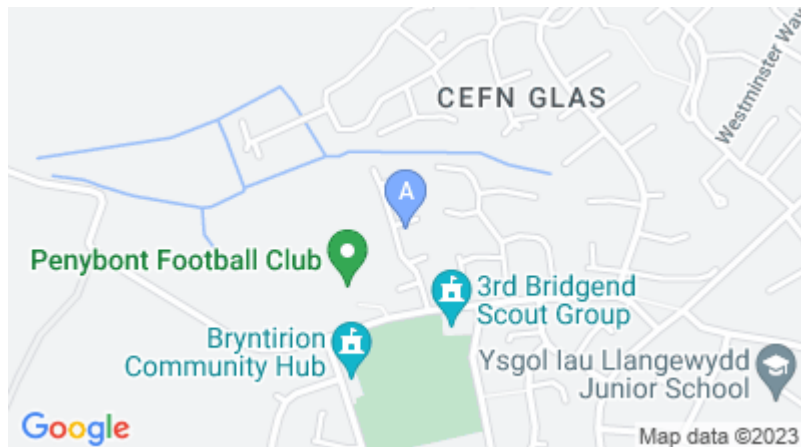 CEFN GLAS
Westminster Way
A
Penybont Football Club
3rd Bridgend
Scout Group
Bryntirion
Community Hub
Ysgol Iau Llangewydd
Junior School
Google
Map data ©2023